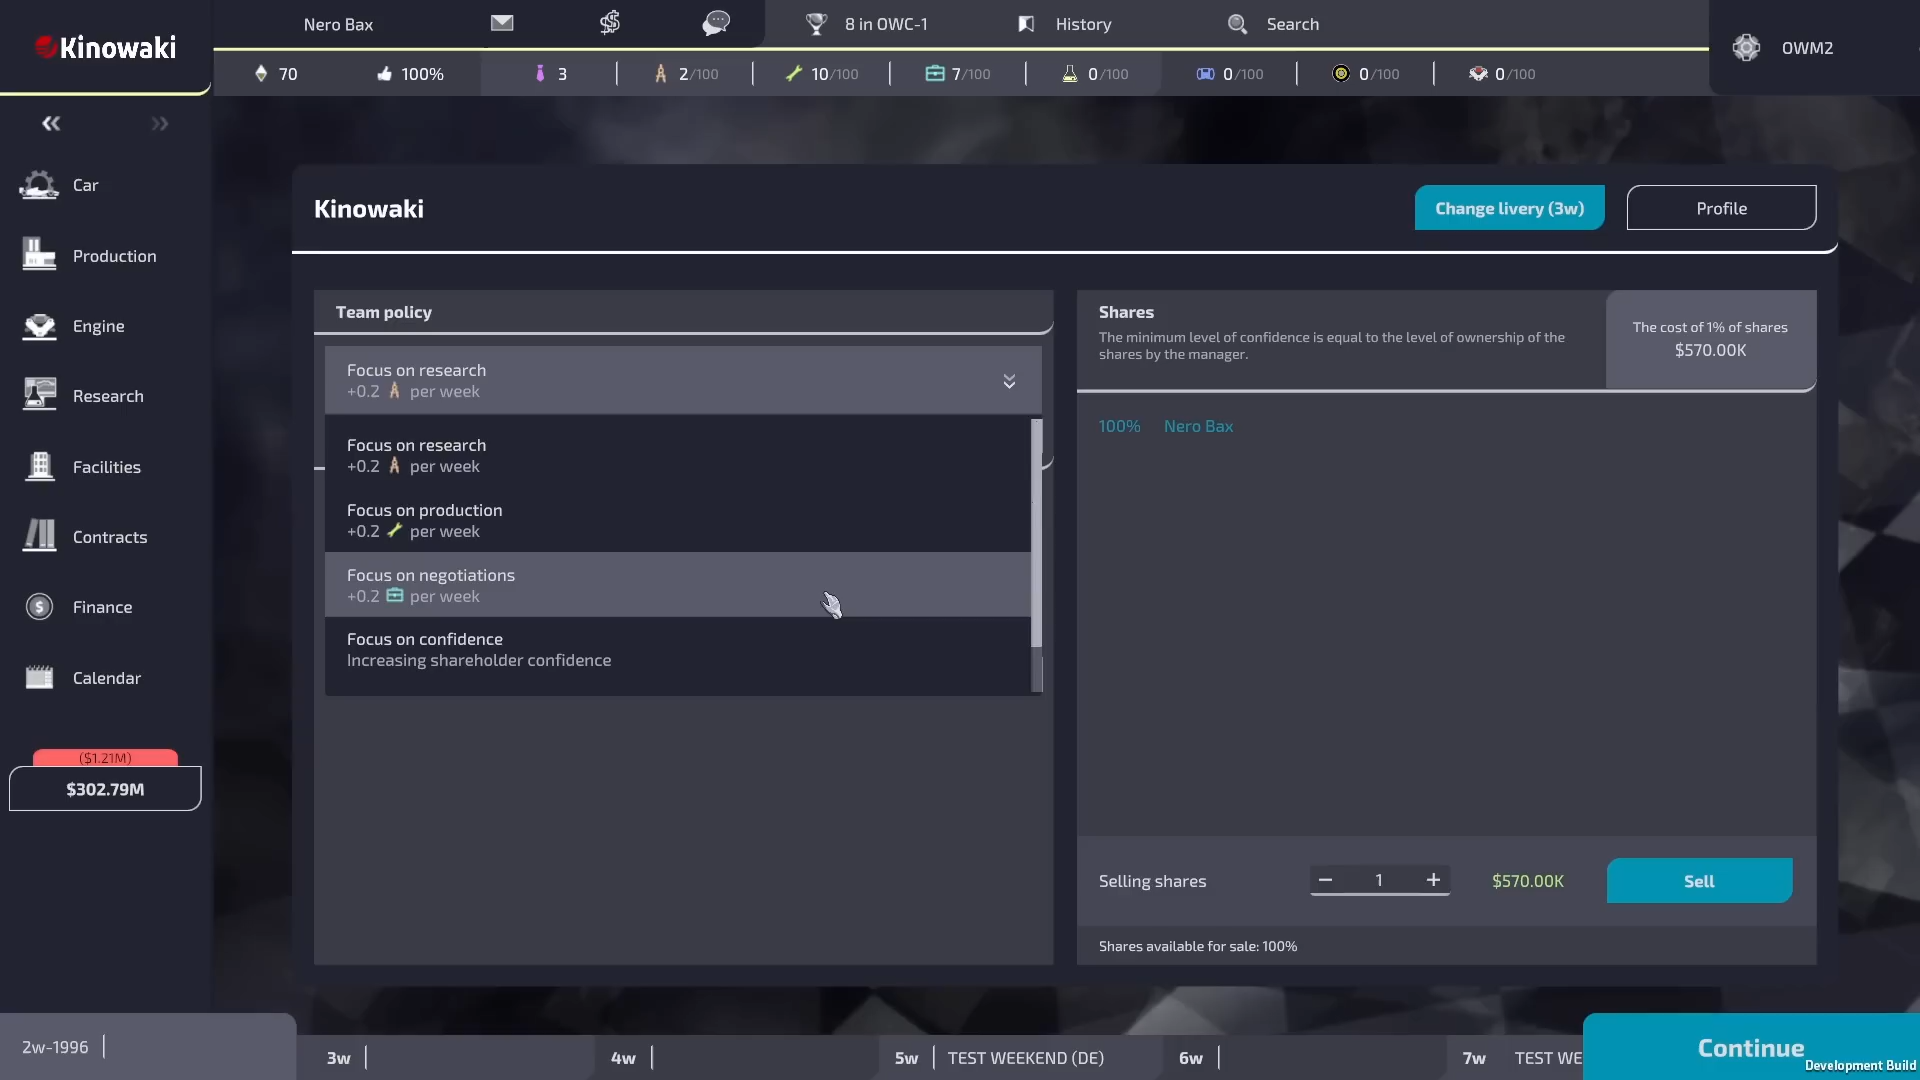 Kinowaki
Nero Bax
8 in OWC-1
History
Search
OWM2
70
100%
3
2/100
10/100
7/100
0/100
0/100
0/100
0/100
Car
Production
Engine
Research
Facilities
Contracts
Finance
Calendar
($1.21M)
$302.79M
Kinowaki
Change livery (3w)
Profile
Team policy
Focus on research
+0.2 per week
Focus on research
+0.2 per week
Focus on production
+0.2 per week
Focus on negotiations
+0.2 per week
Focus on confidence
Increasing shareholder confidence
Shares
The minimum level of confidence is equal to the level of ownership of the
shares by the manager.
The cost of 1% of shares
$570.00K
100% Nero Bax
Selling shares
1
$570.00K
Sell
Shares available for sale: 100%
2w-1996
3w
4w
5w TEST WEEKEND (DE)
6w
7w TEST WE
Continue
Development Build